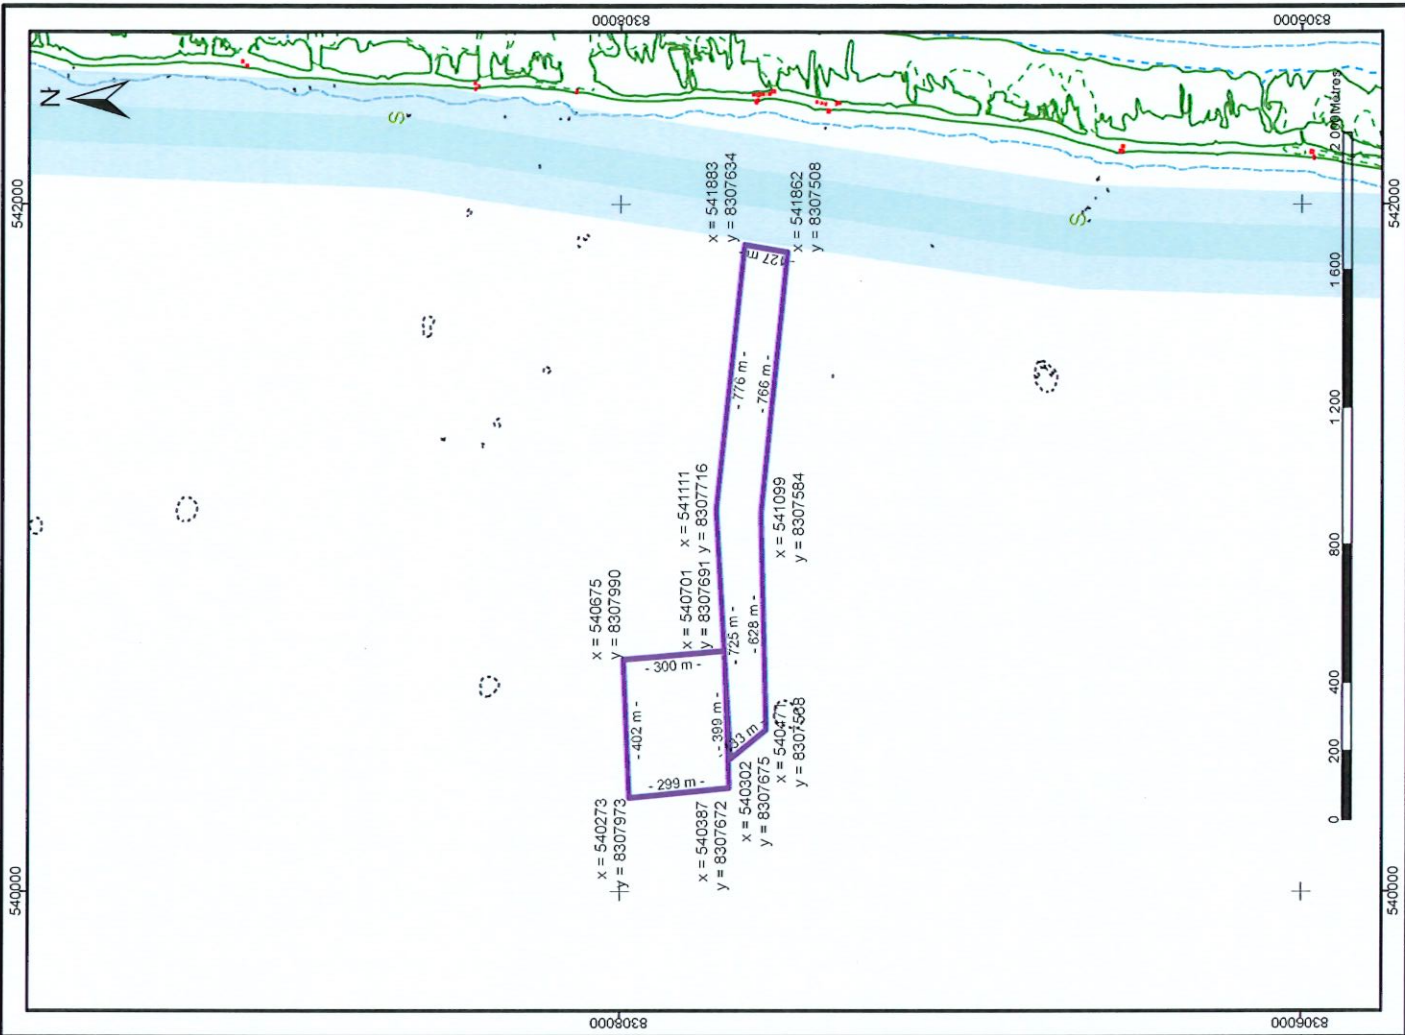 8308000
8306000
N
542000
542000
S
S
x = 541883
y = 8307634
x = 541862
y = 8307508
127 m
- 776 m -
- 766 m -
x = 541111
y = 8307716
x = 540701
y = 8307691
x = 541099
y = 8307584
x = 540675
y = 8307990
- 300 m -
- 725 m -
- 628 m -
- 402 m -
- 399 m -
- 299 m -
x = 540273
y = 8307973
x = 540387
y = 8307672
x = 540302
y = 8307675
x = 540471
0
200
400
800
1 200
1 600
2 000 Mètres
540000
540000
8308000
8306000